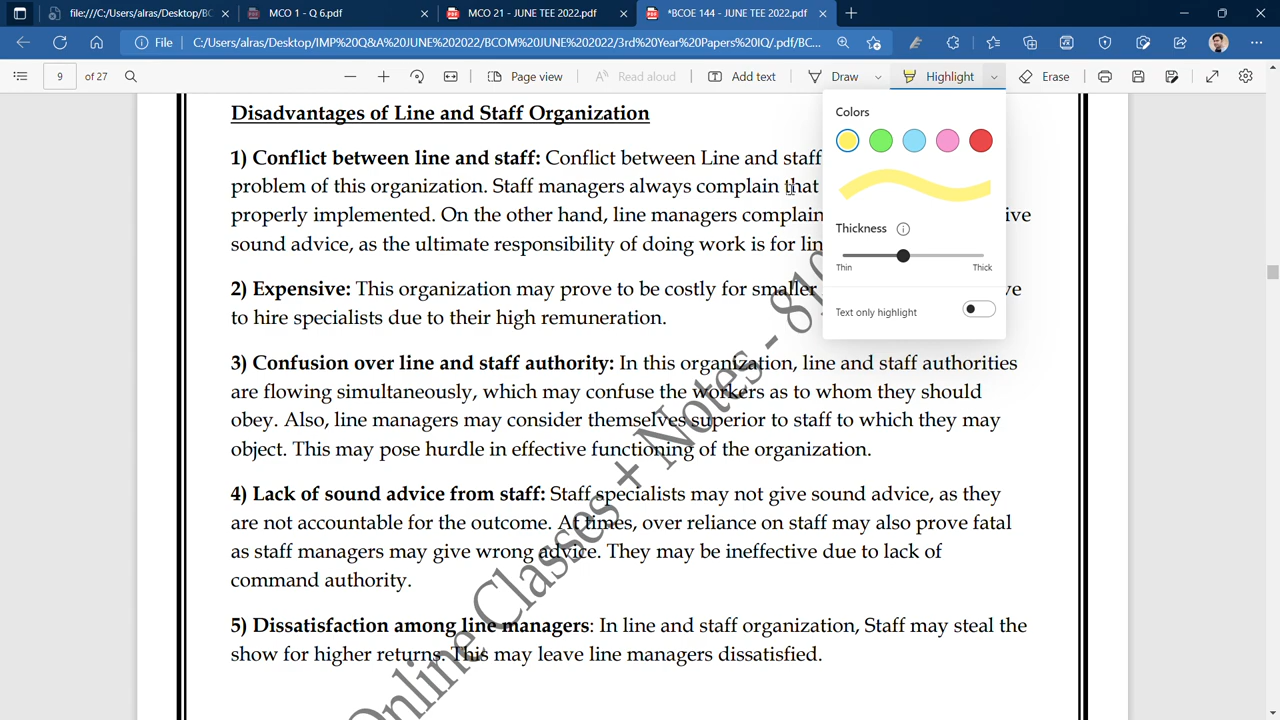 file:///C:/Users/alras/Desktop/BC
MCO 1 - Q 6.pdf
MCO 21 - JUNE TEE 2022.pdf
*BCOE 144 - JUNE TEE 2022.pdf
File
C:/Users/alras/Desktop/IMP%20Q&A%20JUNE%202022/BCOM%20JUNE%202022/3rd%20Year%20Papers%20IQ/.pdf/BC...
9 of 27
Page view
Read aloud
Add text
Draw
Highlight
Erase
Colors
Thickness
Thin Thick
Text only highlight
Disadvantages of Line and Staff Organization
1) Conflict between line and staff: Conflict between Line and staff
problem of this organization. Staff managers always complain that
properly implemented. On the other hand, line managers complain ive
sound advice, as the ultimate responsibility of doing work is for lin
2) Expensive: This organization may prove to be costly for smaller ve
to hire specialists due to their high remuneration.
3) Confusion over line and staff authority: In this organization, line and staff authorities
are flowing simultaneously, which may confuse the workers as to whom they should
obey. Also, line managers may consider themselves superior to staff to which they may
object. This may pose hurdle in effective functioning of the organization.
4) Lack of sound advice from staff: Staff specialists may not give sound advice, as they
are not accountable for the outcome. At times, over reliance on staff may also prove fatal
as staff managers may give wrong advice. They may be ineffective due to lack of
command authority.
5) Dissatisfaction among line managers: In line and staff organization, Staff may steal the
show for higher returns. This may leave line managers dissatisfied.
Online Classes + Notes - 810